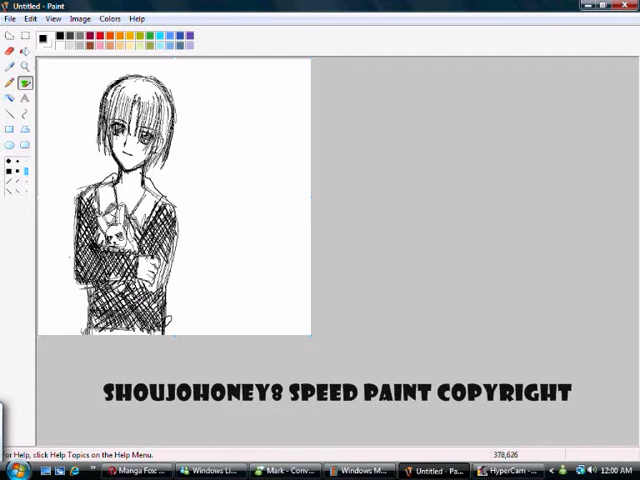 Untitled - Paint
File Edit View Image Colors Help
SHOUJOHONEY8 SPEED PAINT COPYRIGHT
For Help, click Help Topics on the Help Menu.
378,626
Manga Fox: ... Windows Li... Mark - Conv... Windows M... Untitled - Pa... HyperCam -... 12:00 AM